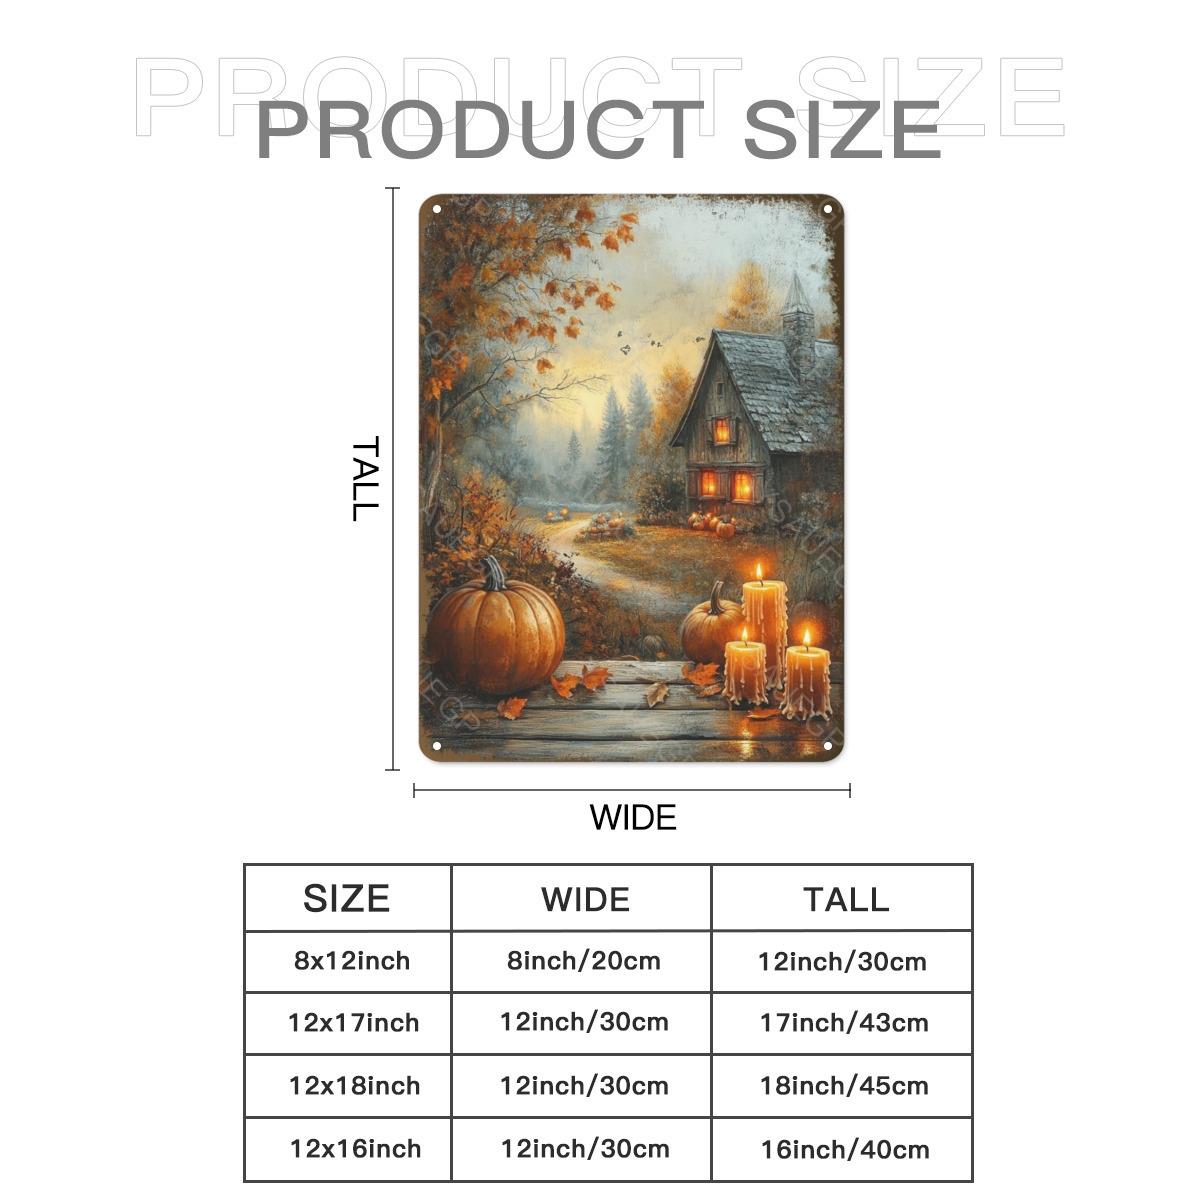 PRODUCT SIZE
PRODUCT SIZE
TALL
WIDE
SIZE WIDE TALL
8x12inch 8inch/20cm 12inch/30cm
12x17inch 12inch/30cm 17inch/43cm
12x18inch 12inch/30cm 18inch/45cm
12x16inch 12inch/30cm 16inch/40cm